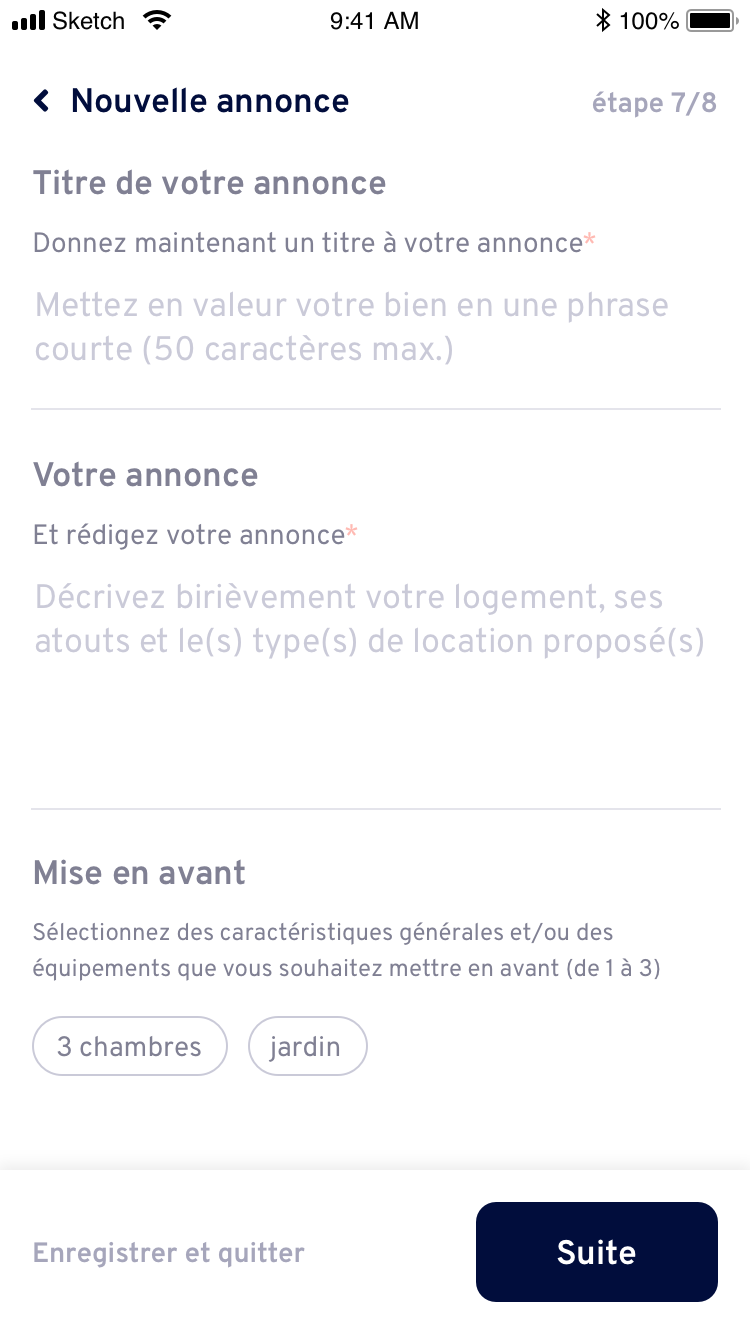 Sketch 9:41 AM 100%
Nouvelle annonce étape 7/8
Titre de votre annonce
Donnez maintenant un titre à votre annonce*
Mettez en valeur votre bien en une phrase
courte (50 caractères max.)
Votre annonce
Et rédigez votre annonce*
Décrivez birièvement votre logement, ses
atouts et le(s) type(s) de location proposé(s)
Mise en avant
Sélectionnez des caractéristiques générales et/ou des
équipements que vous souhaitez mettre en avant (de 1 à 3)
3 chambres jardin
Enregistrer et quitter Suite